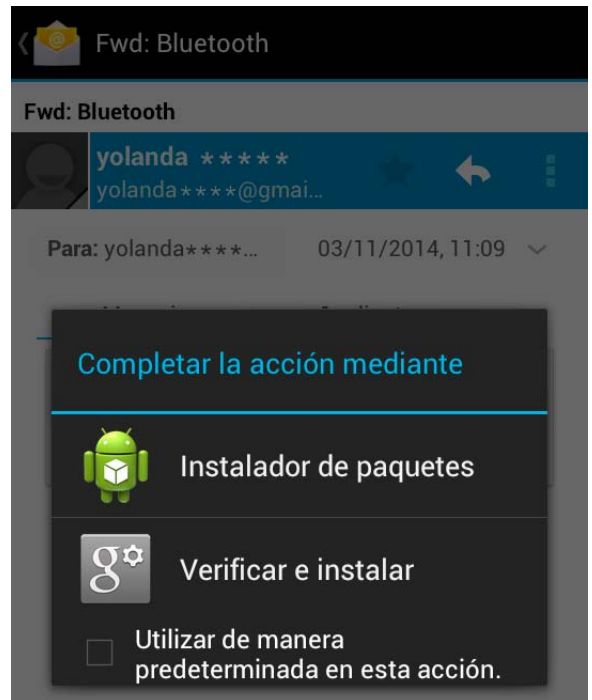 Fwd: Bluetooth
Fwd: Bluetooth
yolanda *****
yolanda****@gmai...
Para: yolanda****... 03/11/2014, 11:09
Completar la acción mediante
Instalador de paquetes
Verificar e instalar
Utilizar de manera
predeterminada en esta acción.